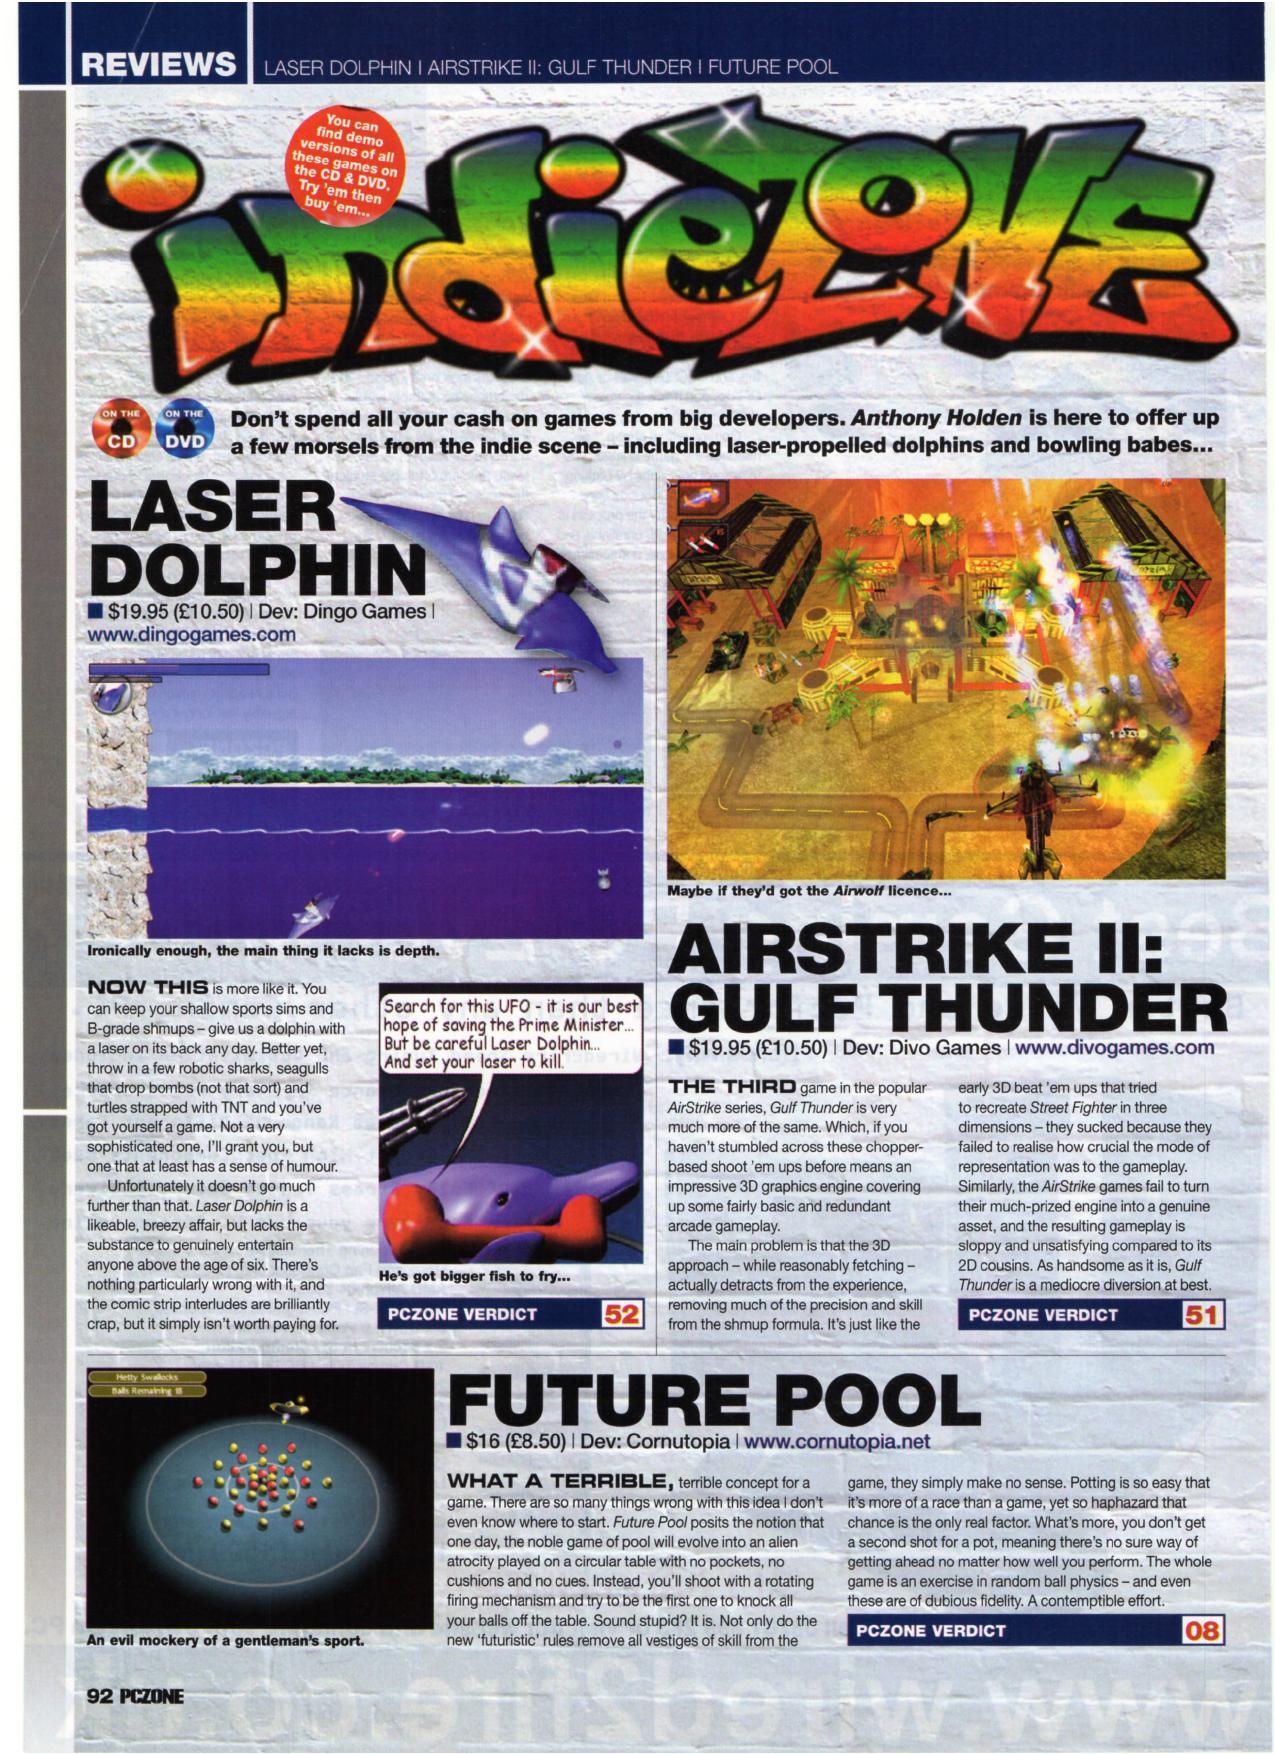 REVIEWS
LASER DOLPHIN I AIRSTRIKE II: GULF THUNDER I FUTURE POOL
You can
find demo
versions of all
these games on
the CD & DVD.
Try 'em then
buy 'em...
indiezone
ON THE
CD
ON THE
DVD
Don't spend all your cash on games from big developers. Anthony Holden is here to offer up
a few morsels from the indie scene – including laser-propelled dolphins and bowling babes...
LASER
DOLPHIN
■ $19.95 (£10.50) | Dev: Dingo Games |
www.dingogames.com
Ironically enough, the main thing it lacks is depth.
NOW THIS is more like it. You
can keep your shallow sports sims and
B-grade shmups – give us a dolphin with
a laser on its back any day. Better yet,
throw in a few robotic sharks, seagulls
that drop bombs (not that sort) and
turtles strapped with TNT and you've
got yourself a game. Not a very
sophisticated one, I'll grant you, but
one that at least has a sense of humour.
Unfortunately it doesn't go much
further than that. Laser Dolphin is a
likeable, breezy affair, but lacks the
substance to genuinely entertain
anyone above the age of six. There's
nothing particularly wrong with it, and
the comic strip interludes are brilliantly
crap, but it simply isn't worth paying for.
Search for this UFO - it is our best
hope of saving the Prime Minister...
But be careful Laser Dolphin...
And set your laser to kill.
He's got bigger fish to fry...
PCZONE VERDICT 52
Maybe if they'd got the Airwolf licence...
AIRSTRIKE II:
GULF THUNDER
■ $19.95 (£10.50) | Dev: Divo Games | www.divogames.com
THE THIRD game in the popular
AirStrike series, Gulf Thunder is very
much more of the same. Which, if you
haven't stumbled across these chopper-
based shoot 'em ups before means an
impressive 3D graphics engine covering
up some fairly basic and redundant
arcade gameplay.
The main problem is that the 3D
approach – while reasonably fetching –
actually detracts from the experience,
removing much of the precision and skill
from the shmup formula. It's just like the
early 3D beat 'em ups that tried
to recreate Street Fighter in three
dimensions – they sucked because they
failed to realise how crucial the mode of
representation was to the gameplay.
Similarly, the AirStrike games fail to turn
their much-prized engine into a genuine
asset, and the resulting gameplay is
sloppy and unsatisfying compared to its
2D cousins. As handsome as it is, Gulf
Thunder is a mediocre diversion at best.
PCZONE VERDICT 51
Hetty Swallocks
Balls Remaining 18
An evil mockery of a gentleman's sport.
FUTURE POOL
■ $16 (£8.50) | Dev: Cornutopia | www.cornutopia.net
WHAT A TERRIBLE, terrible concept for a
game. There are so many things wrong with this idea I don't
even know where to start. Future Pool posits the notion that
one day, the noble game of pool will evolve into an alien
atrocity played on a circular table with no pockets, no
cushions and no cues. Instead, you'll shoot with a rotating
firing mechanism and try to be the first one to knock all
your balls off the table. Sound stupid? It is. Not only do the
new 'futuristic' rules remove all vestiges of skill from the
game, they simply make no sense. Potting is so easy that
it's more of a race than a game, yet so haphazard that
chance is the only real factor. What's more, you don't get
a second shot for a pot, meaning there's no sure way of
getting ahead no matter how well you perform. The whole
game is an exercise in random ball physics – and even
these are of dubious fidelity. A contemptible effort.
PCZONE VERDICT 08
92 PCZONE